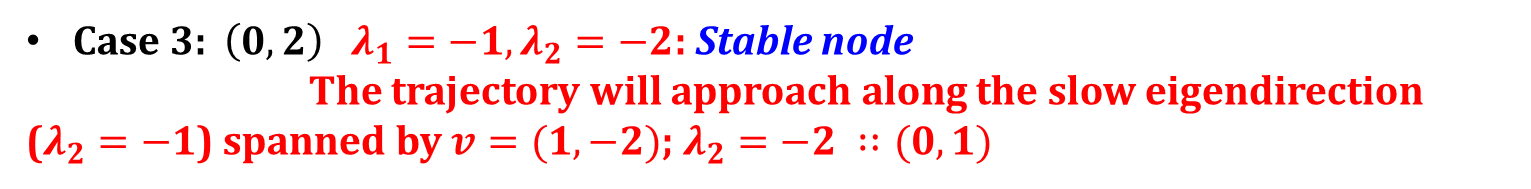 • Case 3: (0, 2) λ₁ = −1, λ₂ = −2: Stable node
The trajectory will approach along the slow eigendirection
(λ₂ = −1) spanned by v = (1, −2); λ₂ = −2 ∷ (0, 1)